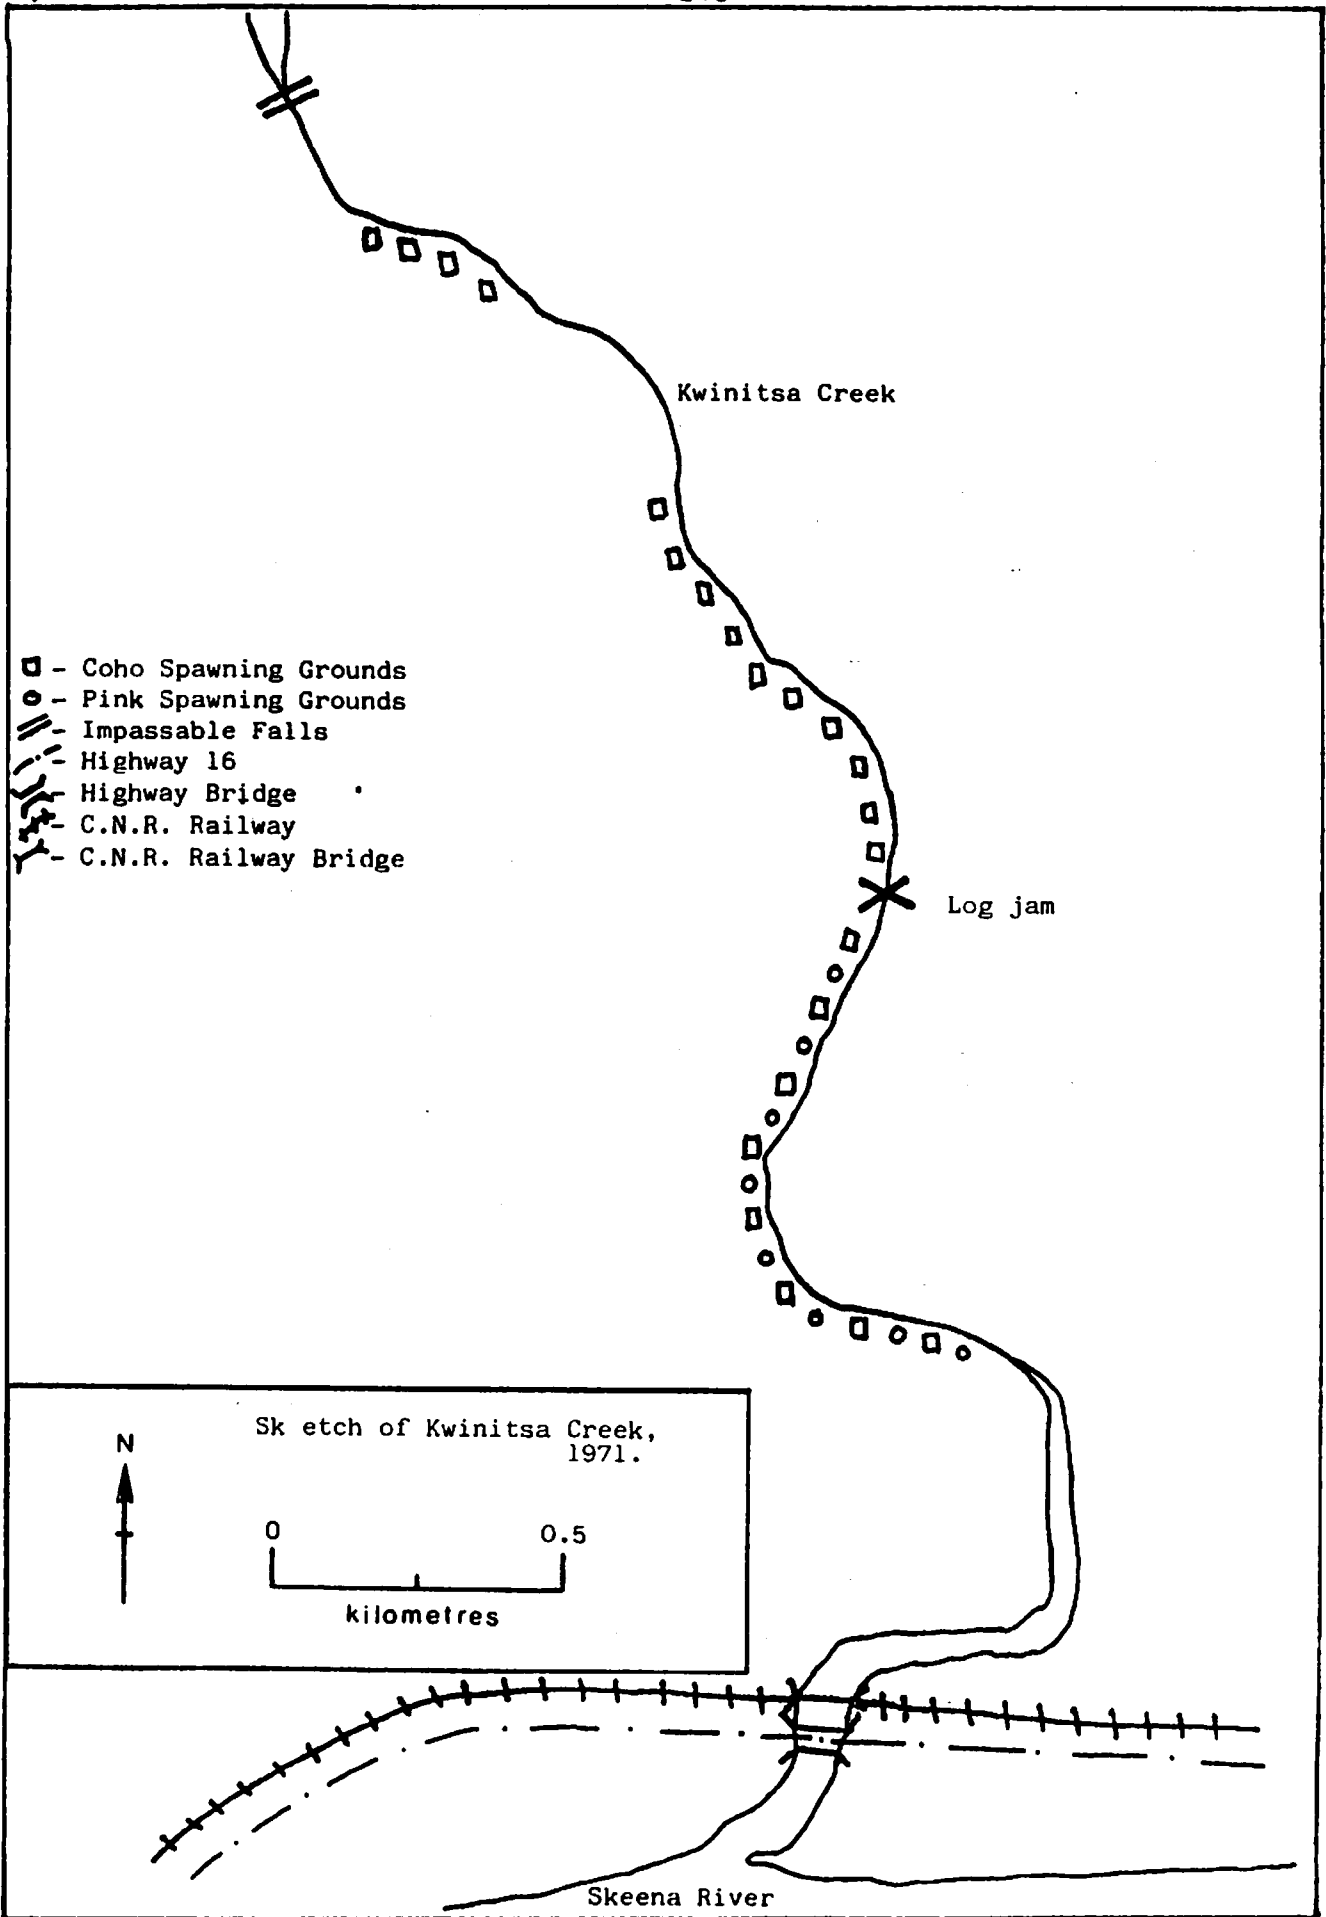 Kwinitsa Creek
- Coho Spawning Grounds
- Pink Spawning Grounds
- Impassable Falls
- Highway 16
- Highway Bridge
- C.N.R. Railway
- C.N.R. Railway Bridge
Log jam
Sk etch of Kwinitsa Creek,
1971.
N
0 0.5
kilometres
Skeena River